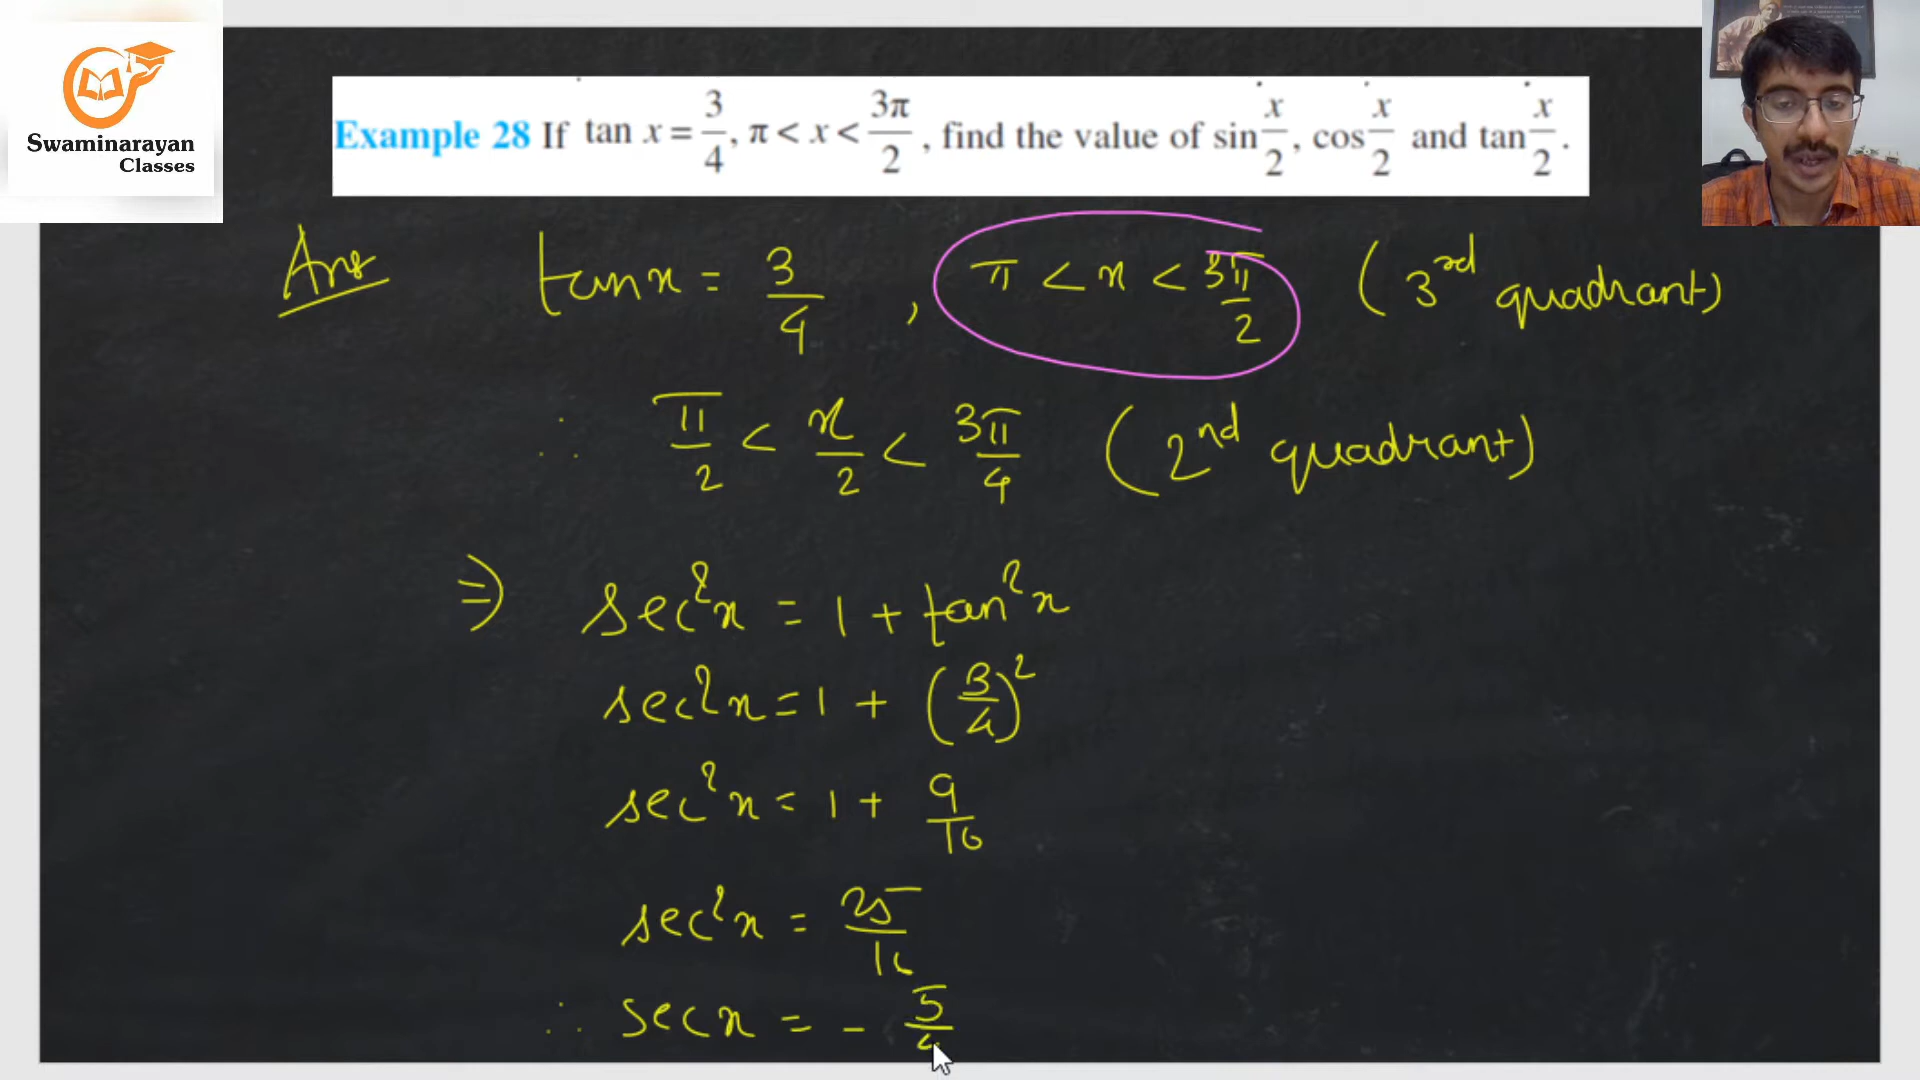 Swaminarayan
Classes
Example 28 If tan x = 3/4, π < x < 3π/2, find the value of sin x/2, cos x/2 and tan x/2.
Ans tan x = 3/4, π < x < 3π/2 (3rd quadrant)
∴ π/2 < x/2 < 3π/4 (2nd quadrant)
⇒ sec²x = 1 + tan²x
sec²x = 1 + (3/4)²
sec²x = 1 + 9/16
sec²x = 25/16
∴ sec x = - 5/4